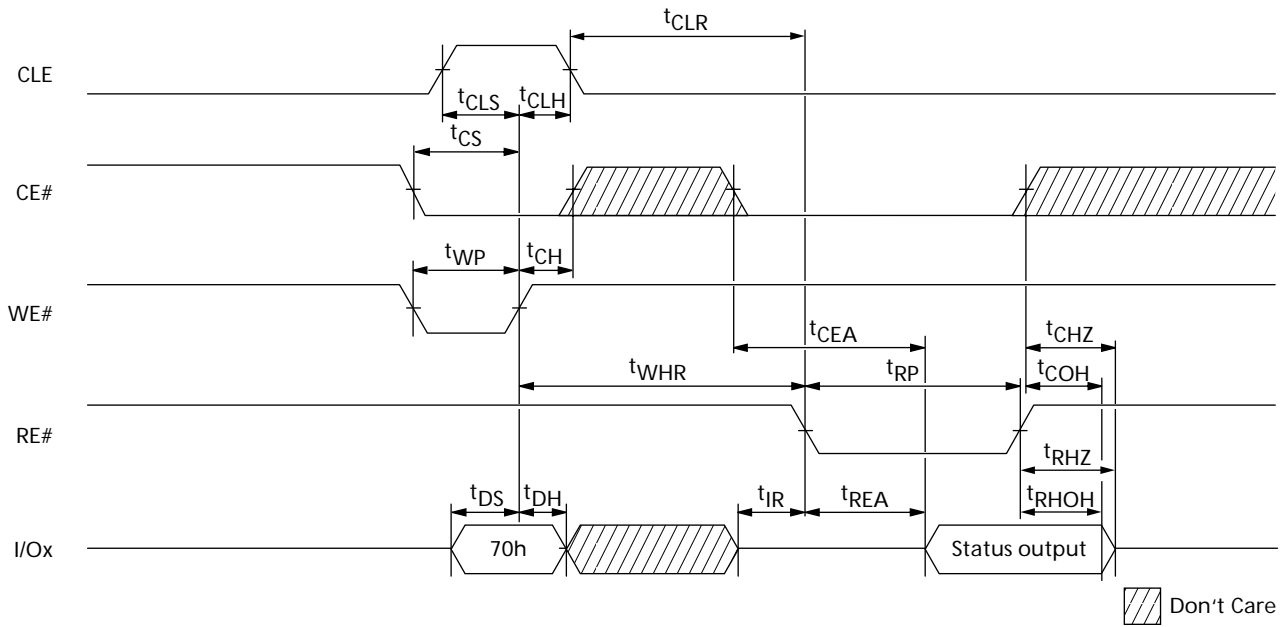 tCLR
CLE
tCLS tCLH
tCS
CE#
tWP tCH
WE#
tCEA tCHZ
tWHR tRP tCOH
RE#
tRHZ
tDS tDH tIR tREA tRHOH
I/Ox 70h Status output
Don't Care